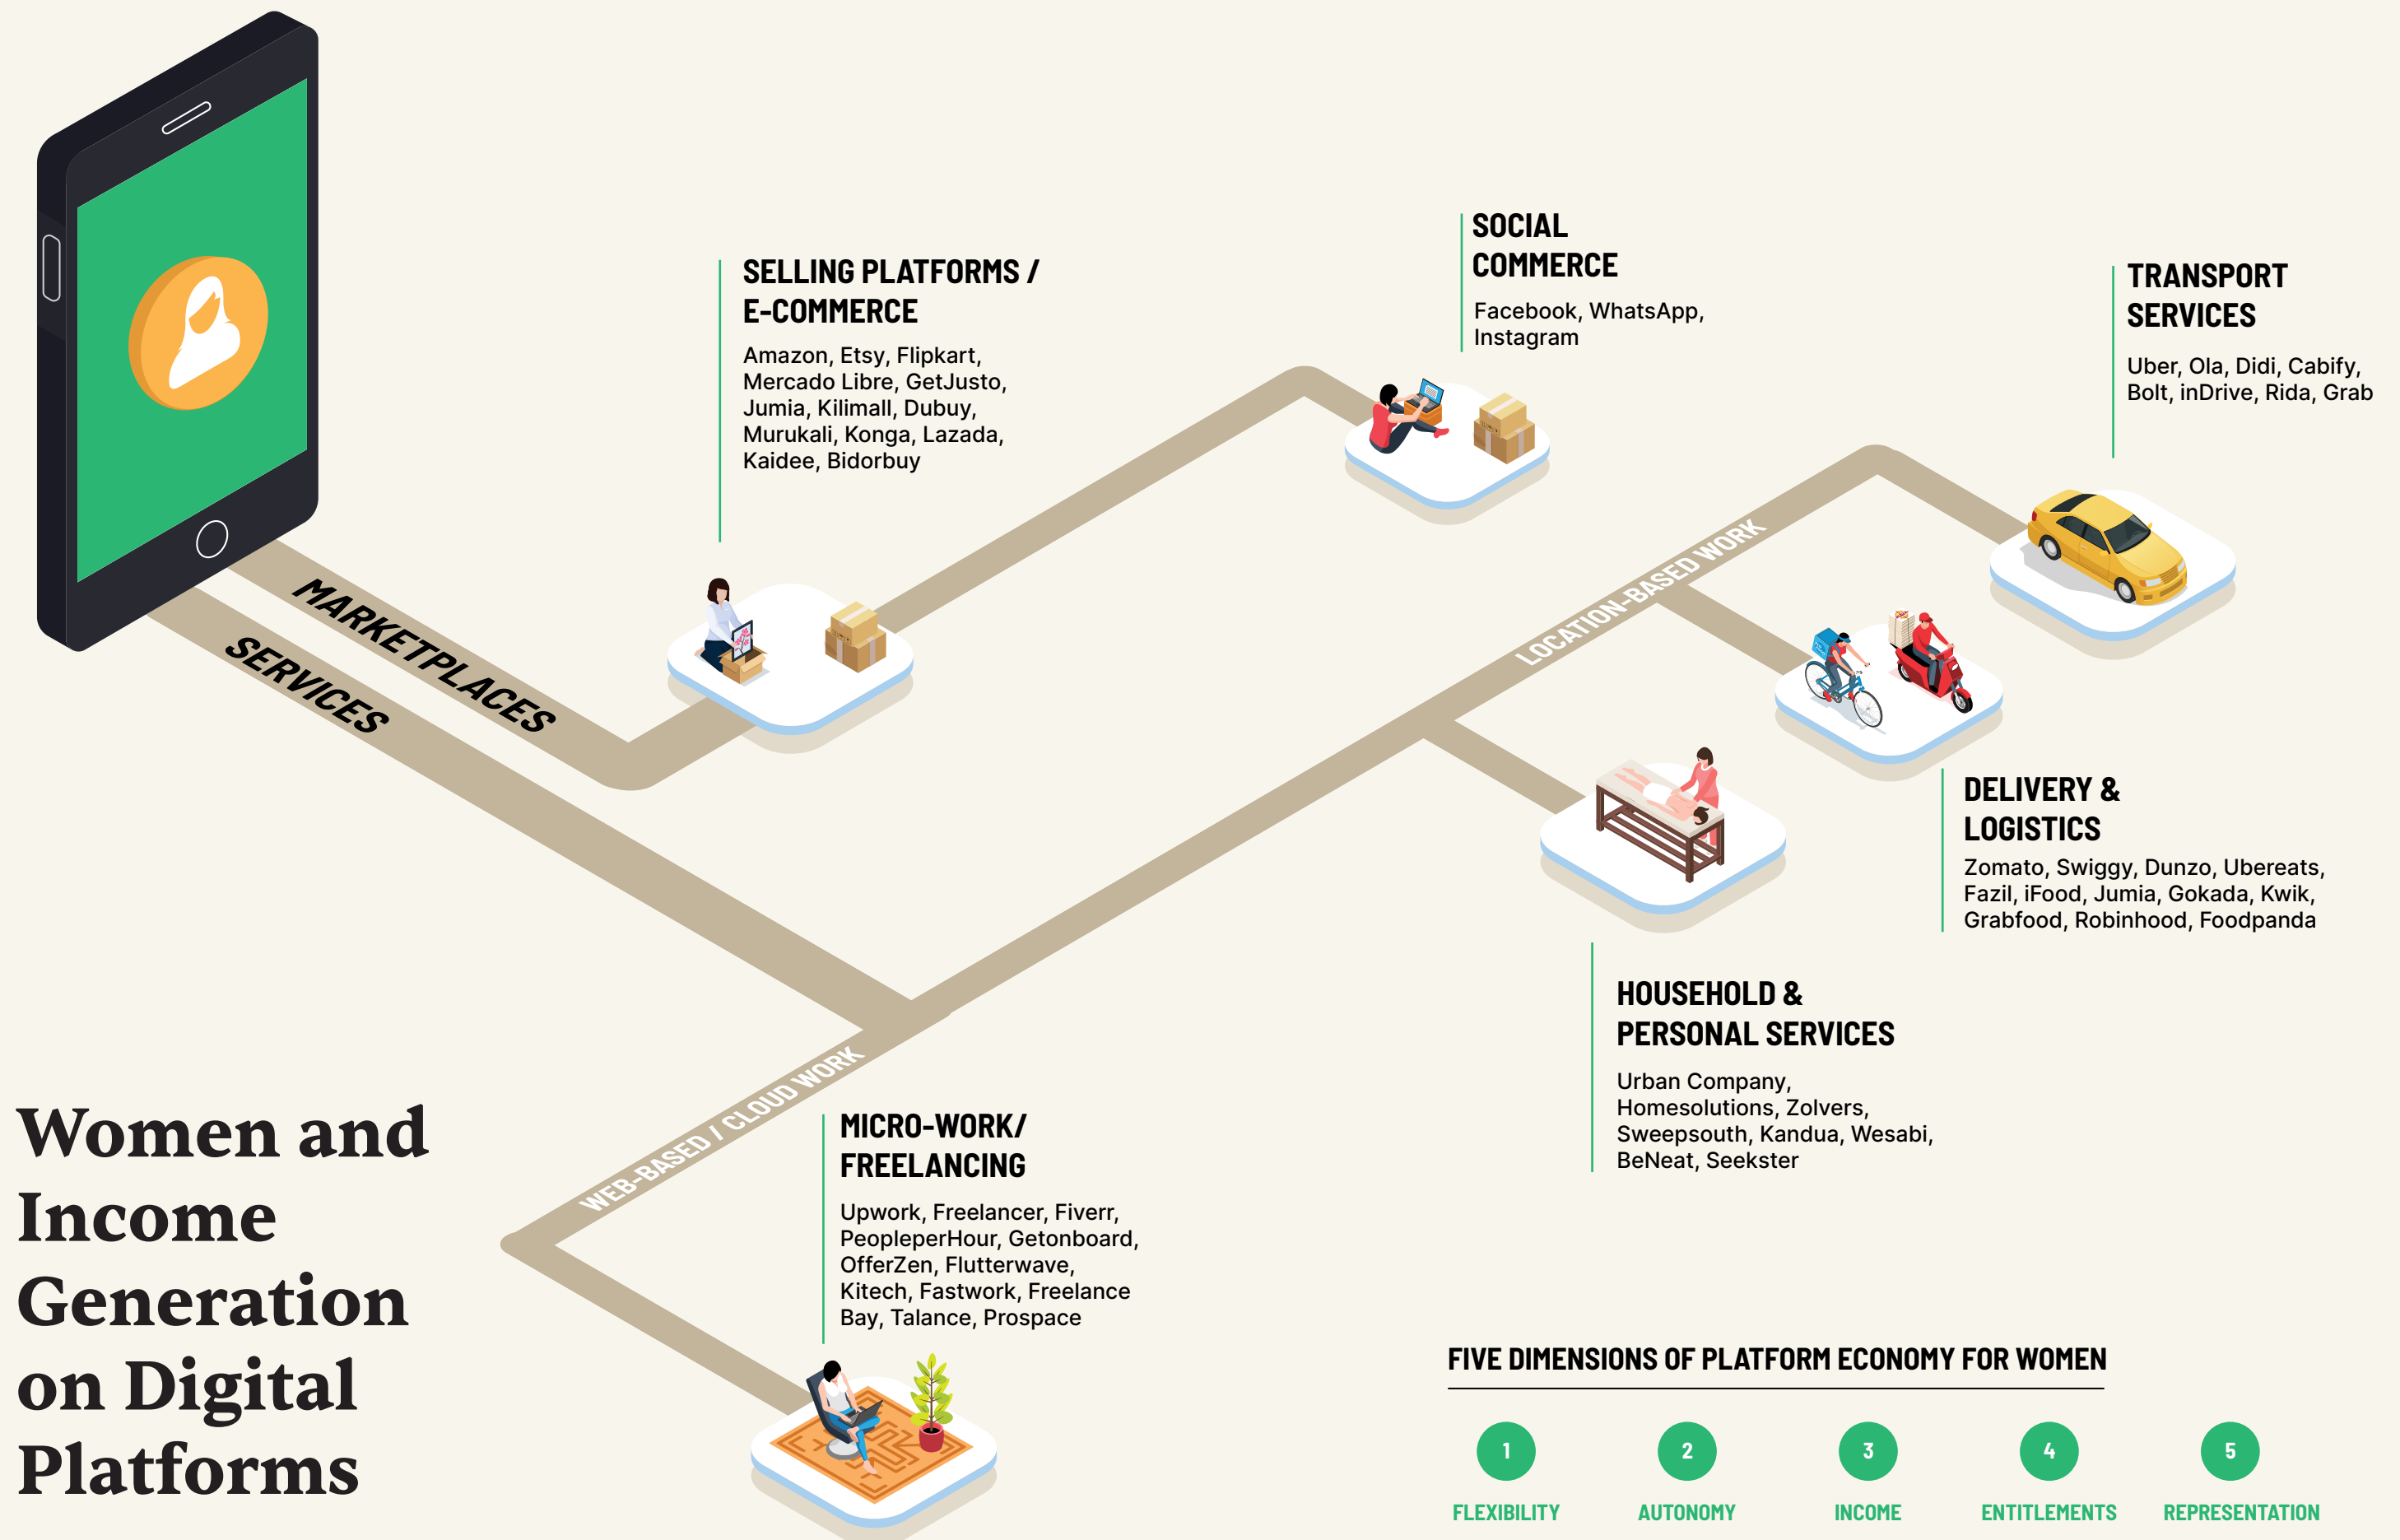 SELLING PLATFORMS /
E-COMMERCE
Amazon, Etsy, Flipkart,
Mercado Libre, GetJusto,
Jumia, Kilimall, Dubuy,
Murukali, Konga, Lazada,
Kaidee, Bidorbuy
SOCIAL
COMMERCE
Facebook, WhatsApp,
Instagram
TRANSPORT
SERVICES
Uber, Ola, Didi, Cabify,
Bolt, inDrive, Rida, Grab
MARKETPLACES
SERVICES
LOCATION-BASED WORK
DELIVERY &
LOGISTICS
Zomato, Swiggy, Dunzo, Ubereats,
Fazil, iFood, Jumia, Gokada, Kwik,
Grabfood, Robinhood, Foodpanda
HOUSEHOLD &
PERSONAL SERVICES
Urban Company,
Homesolutions, Zolvers,
Sweepsouth, Kandua, Wesabi,
BeNeat, Seekster
WEB-BASED / CLOUD WORK
MICRO-WORK/
FREELANCING
Upwork, Freelancer, Fiverr,
PeopleperHour, Getonboard,
OfferZen, Flutterwave,
Kitech, Fastwork, Freelance
Bay, Talance, Prospace
Women and
Income
Generation
on Digital
Platforms
FIVE DIMENSIONS OF PLATFORM ECONOMY FOR WOMEN
1 2 3 4 5
FLEXIBILITY AUTONOMY INCOME ENTITLEMENTS REPRESENTATION